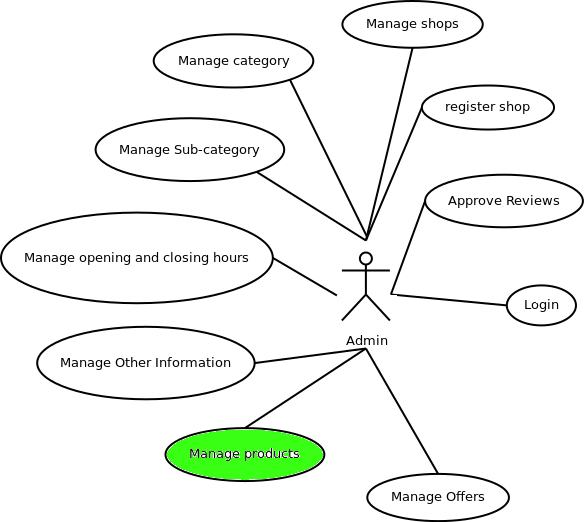 Manage shops
Manage category
register shop
Manage Sub-category
Approve Reviews
Manage opening and closing hours
Login
Admin
Manage Other Information
Manage products
Manage Offers